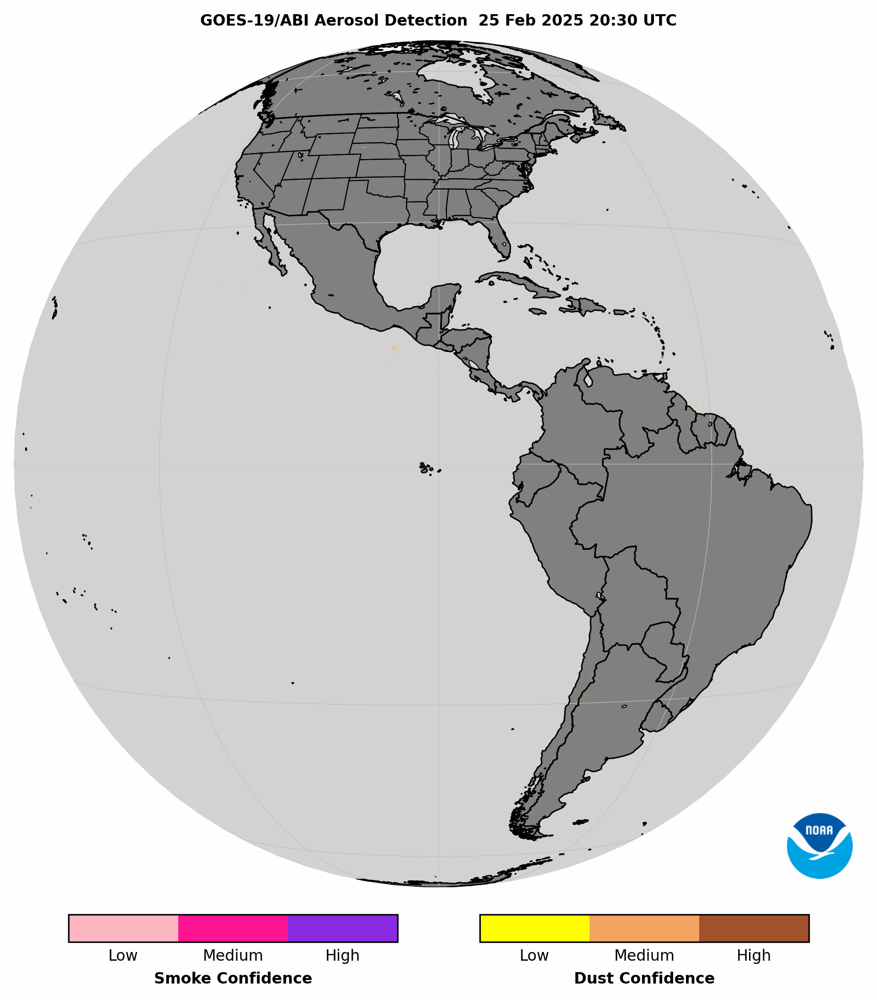 GOES-19/ABI Aerosol Detection 25 Feb 2025 20:30 UTC
NOAA
Low Medium High Low Medium High
Smoke Confidence Dust Confidence